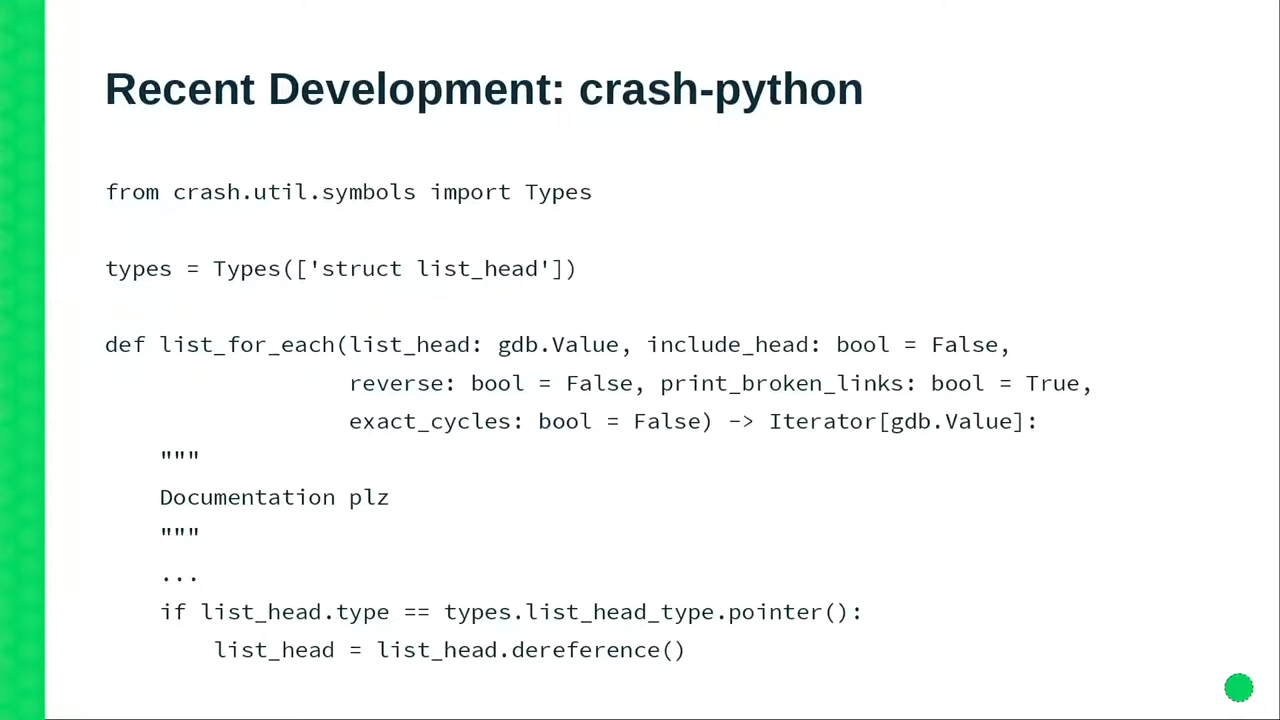 Recent Development: crash-python
from crash.util.symbols import Types
types = Types(['struct list_head'])
def list_for_each(list_head: gdb.Value, include_head: bool = False,
                  reverse: bool = False, print_broken_links: bool = True,
                  exact_cycles: bool = False) -> Iterator[gdb.Value]:
    """
    Documentation plz
    """
    ...
    if list_head.type == types.list_head_type.pointer():
        list_head = list_head.dereference()